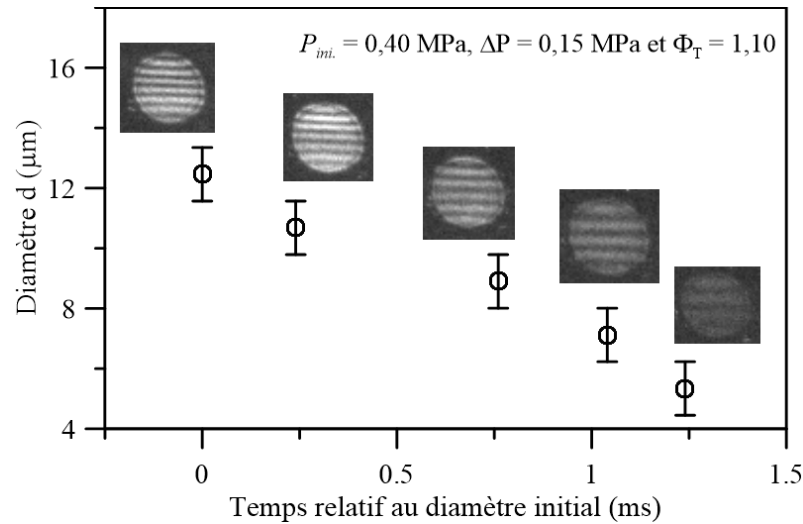 P_ini. = 0,40 MPa, ΔP = 0,15 MPa et Φ_T = 1,10
16
12
8
4
Diamètre d (µm)
0
0.5
1
1.5
Temps relatif au diamètre initial (ms)